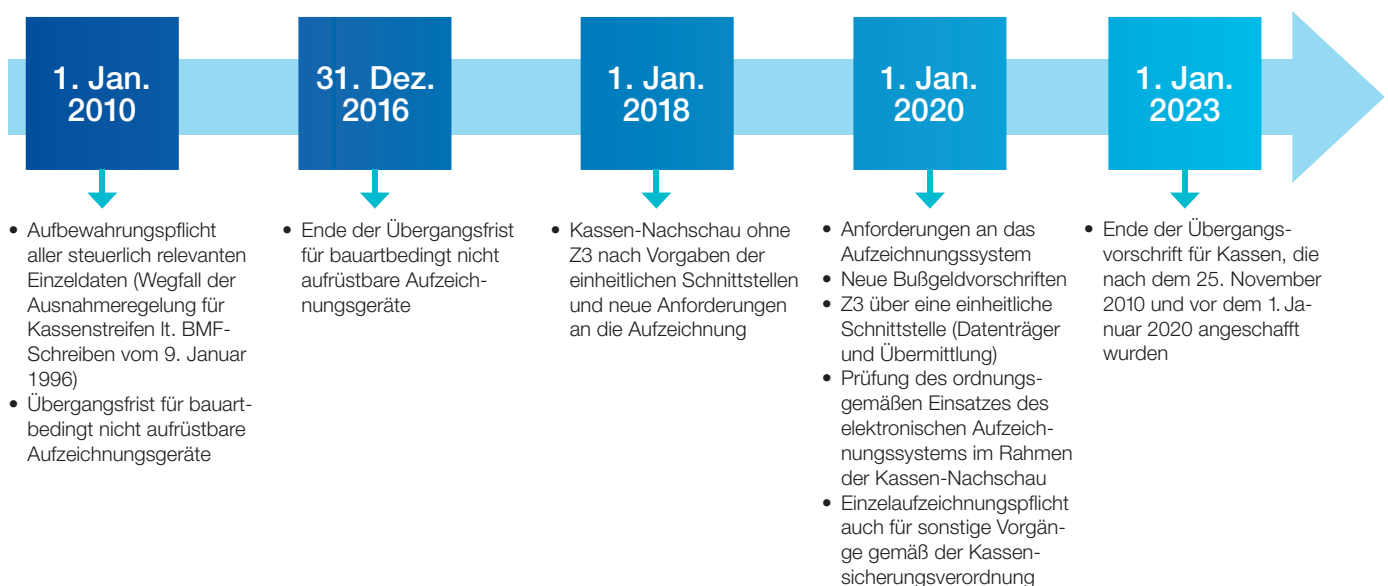 1. Jan.
2010
31. Dez.
2016
1. Jan.
2018
1. Jan.
2020
1. Jan.
2023
• Aufbewahrungspflicht
aller steuerlich relevanten
Einzeldaten (Wegfall der
Ausnahmeregelung für
Kassenstreifen lt. BMF-
Schreiben vom 9. Januar
1996)
• Übergangsfrist für bauart-
bedingt nicht aufrüstbare
Aufzeichnungsgeräte
• Ende der Übergangsfrist
für bauartbedingt nicht
aufrüstbare Aufzeich-
nungsgeräte
• Kassen-Nachschau ohne
Z3 nach Vorgaben der
einheitlichen Schnittstellen
und neue Anforderungen
an die Aufzeichnung
• Anforderungen an das
Aufzeichnungssystem
• Neue Bußgeldvorschriften
• Z3 über eine einheitliche
Schnittstelle (Datenträger
und Übermittlung)
• Prüfung des ordnungs-
gemäßen Einsatzes des
elektronischen Aufzeich-
nungssystems im Rahmen
der Kassen-Nachschau
• Einzelaufzeichnungspflicht
auch für sonstige Vorgän-
ge gemäß der Kassen-
sicherungsverordnung
• Ende der Übergangs-
vorschrift für Kassen, die
nach dem 25. November
2010 und vor dem 1. Ja-
nuar 2020 angeschafft
wurden